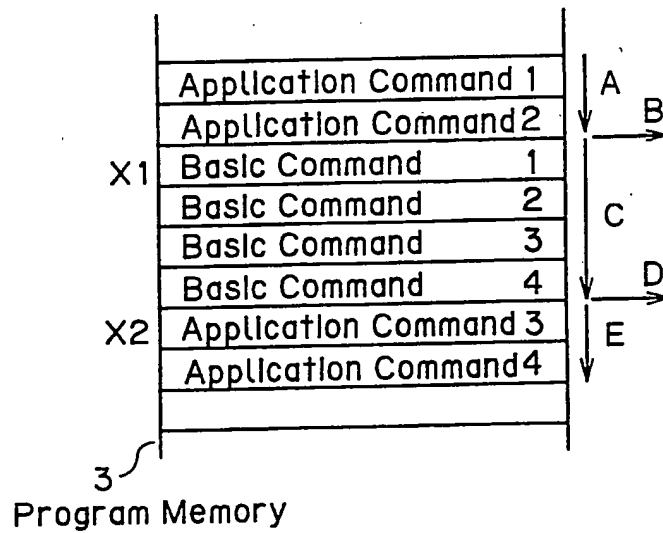 Application Command 1
A
Application Command 2
B
X1
Basic Command 1
Basic Command 2
C
Basic Command 3
Basic Command 4
D
X2
Application Command 3
E
Application Command 4
3
Program Memory